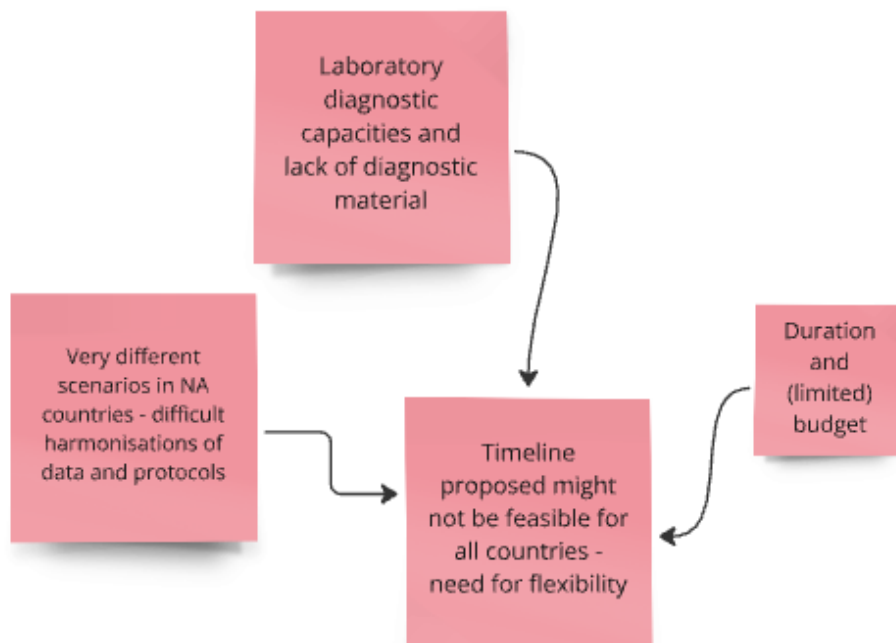 Laboratory
diagnostic
capacities and
lack of diagnostic
material
Very different
scenarios in NA
countries - difficult
harmonisations of
data and protocols
Duration
and
(limited)
budget
Timeline
proposed might
not be feasible for
all countries -
need for flexibility